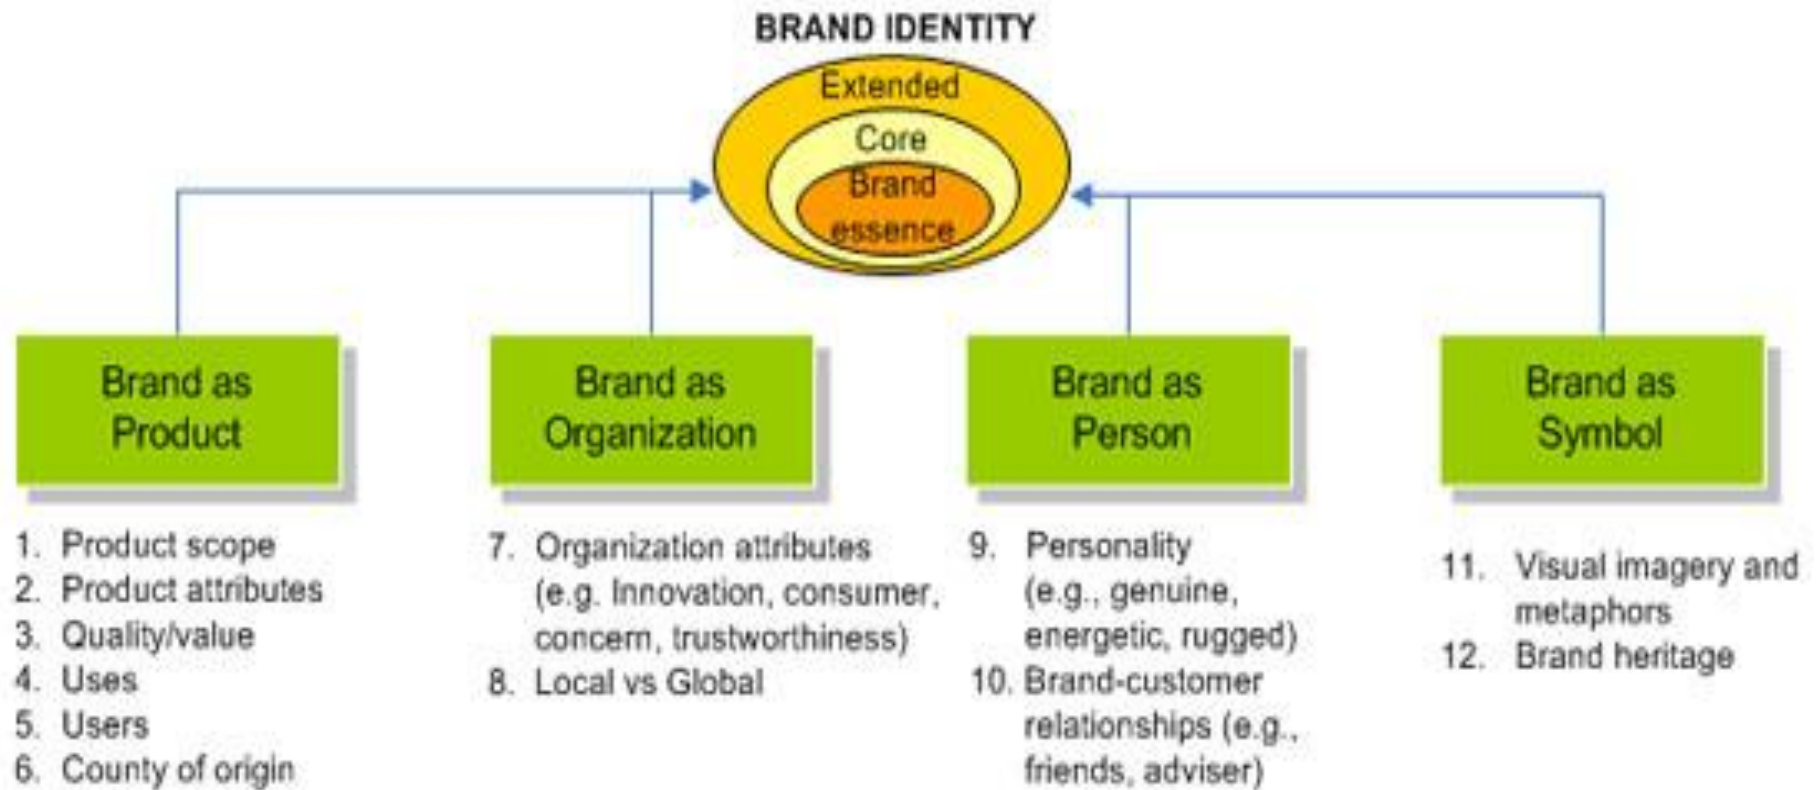 BRAND IDENTITY
Extended
Core
Brand
essence
Brand as
Product
Brand as
Organization
Brand as
Person
Brand as
Symbol
1. Product scope
2. Product attributes
3. Quality/value
4. Uses
5. Users
6. County of origin
7. Organization attributes
(e.g. Innovation, consumer,
concern, trustworthiness)
8. Local vs Global
9. Personality
(e.g., genuine,
energetic, rugged)
10. Brand-customer
relationships (e.g.,
friends, adviser)
11. Visual imagery and
metaphors
12. Brand heritage